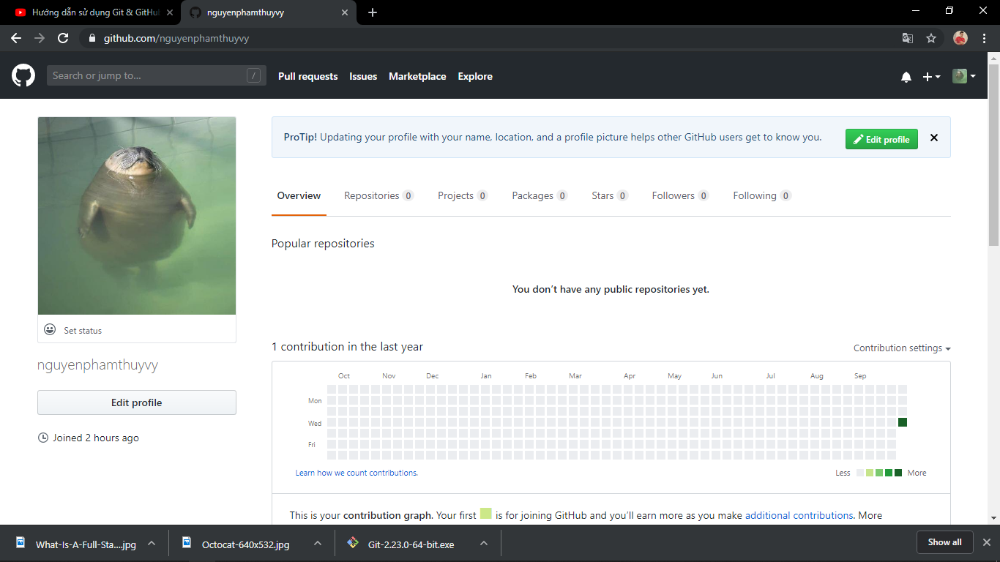 Hướng dẫn sử dụng Git & GitHu
nguyenphamthuyvy
github.com/nguyenphamthuyvy
Search or jump to...
/
Pull requests
Issues
Marketplace
Explore
ProTip! Updating your profile with your name, location, and a profile picture helps other GitHub users get to know you.
Edit profile
Overview
Repositories 0
Projects 0
Packages 0
Stars 0
Followers 0
Following 0
Set status
nguyenphamthuyvy
Edit profile
Joined 2 hours ago
Popular repositories
You don’t have any public repositories yet.
1 contribution in the last year
Contribution settings
Oct Nov Dec Jan Feb Mar Apr May Jun Jul Aug Sep
Mon
Wed
Fri
Learn how we count contributions.
Less
More
This is your contribution graph. Your first is for joining GitHub and you’ll earn more as you make additional contributions. More
What-Is-A-Full-Sta....jpg
Octocat-640x532.jpg
Git-2.23.0-64-bit.exe
Show all